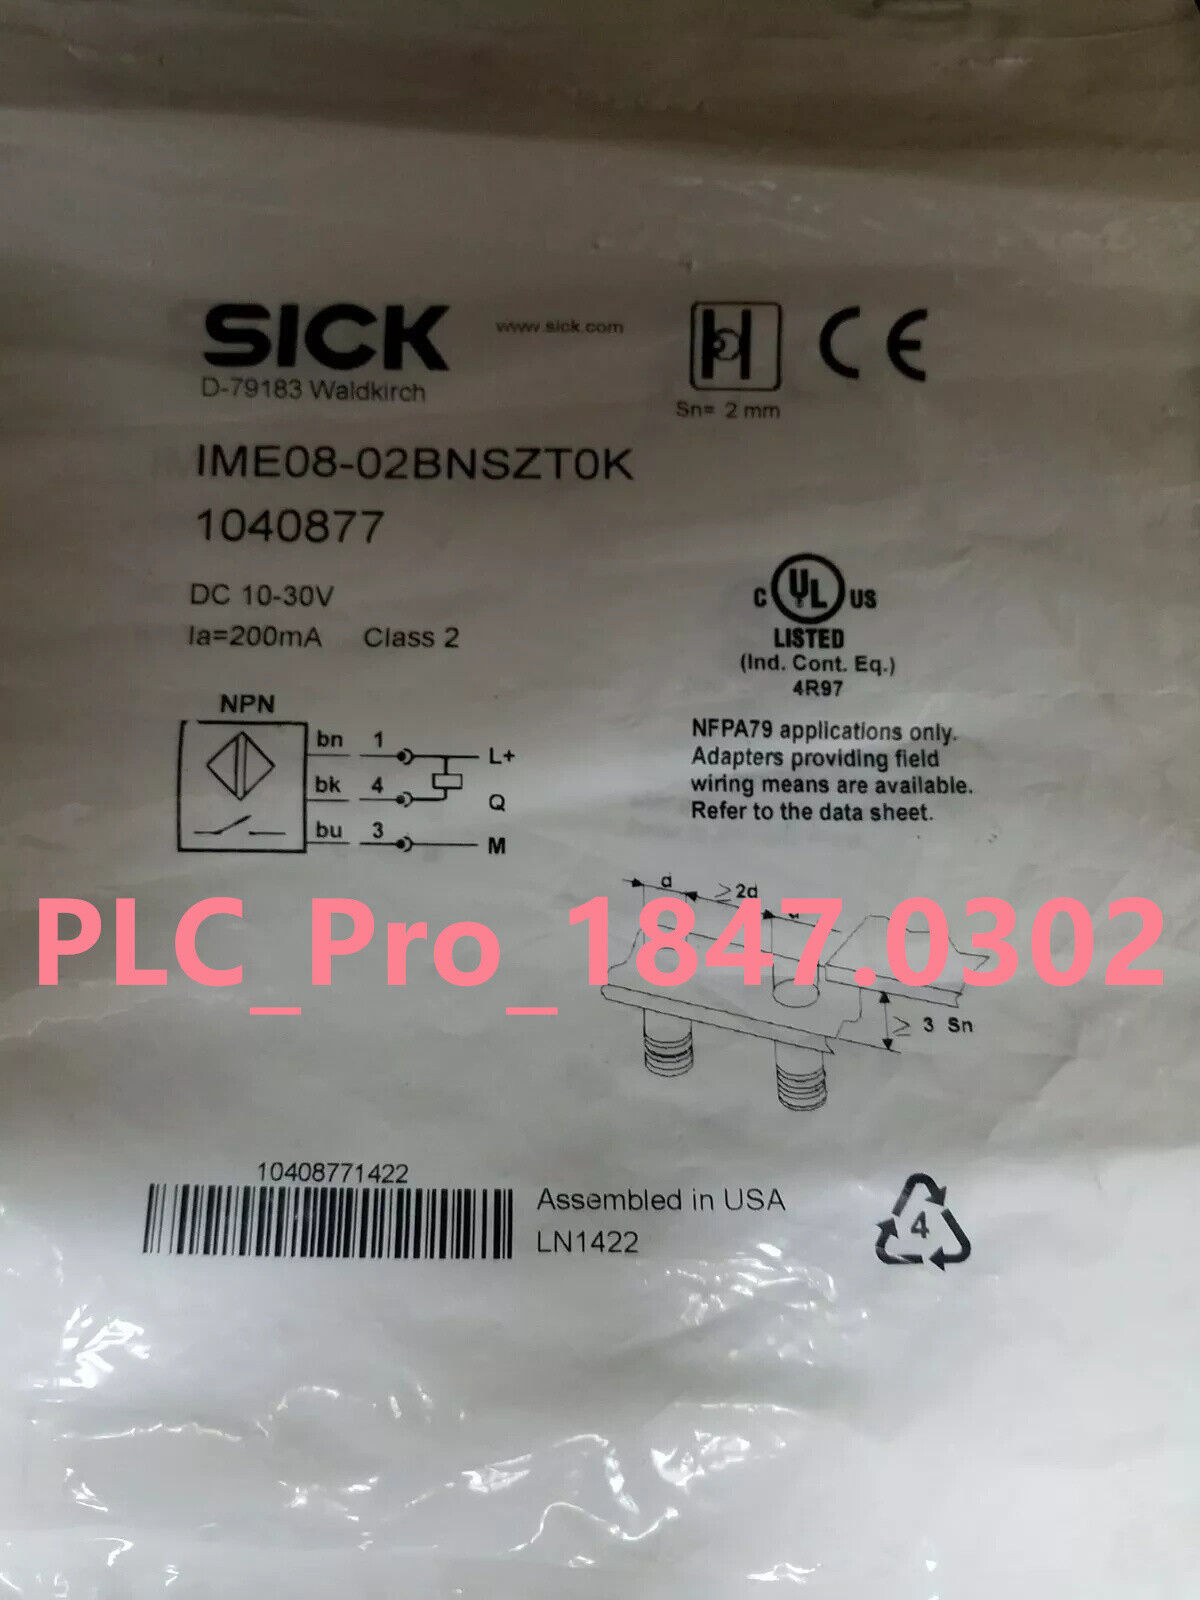 SICK
www.sick.com
CE
D-79183 Waldkirch
Sn= 2 mm
IME08-02BNSZT0K
1040877
DC 10-30V
Ia=200mA Class 2
C UL US
LISTED
(Ind. Cont. Eq.)
4R97
NPN
bn 1 L+
bk 4 Q
bu 3 M
NFPA79 applications only.
Adapters providing field
wiring means are available.
Refer to the data sheet.
d ≥2d d
PLC_Pro_1847.0302
≥ 3 Sn
10408771422
Assembled in USA
LN1422
4